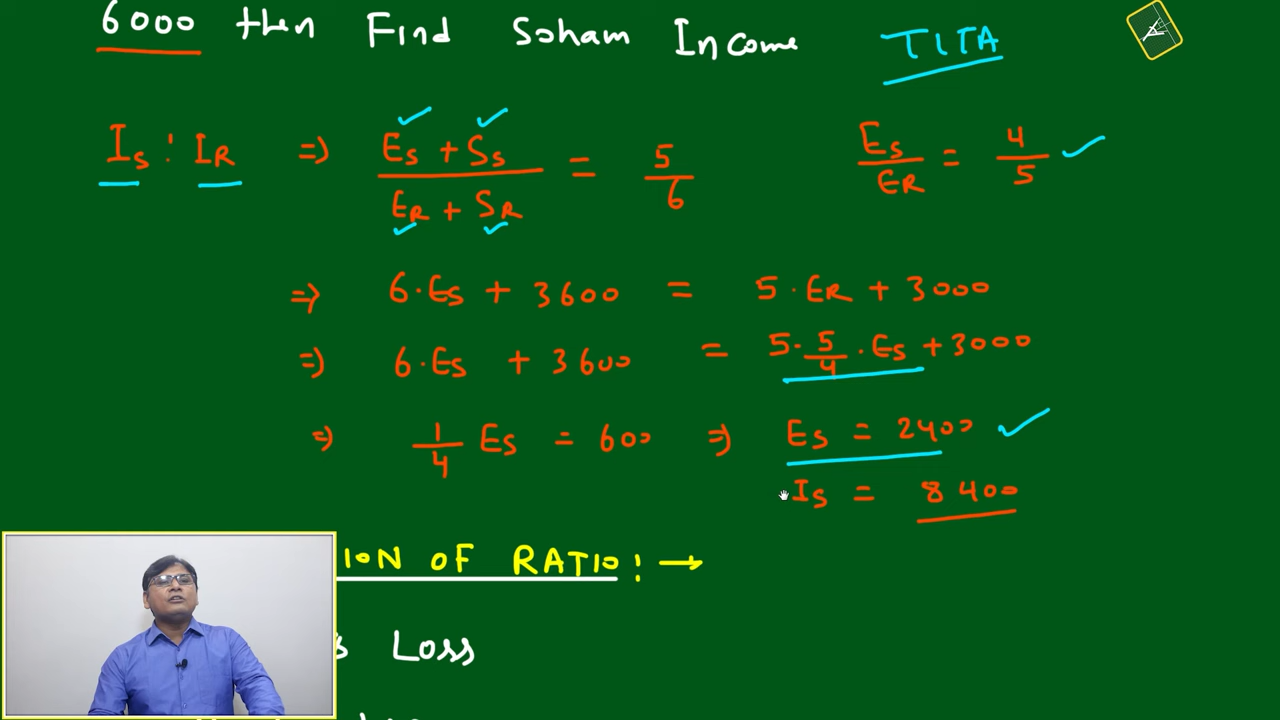 6000 then Find Soham Income TITA
Is : IR => Es + Ss / ER + SR = 5/6
Es/ER = 4/5
=> 6·Es + 3600 = 5·ER + 3000
=> 6·Es + 3600 = 5·5/4·Es + 3000
=> 1/4 Es = 600 => Es = 2400
Is = 8400
ION OF RATIO! →
Loss